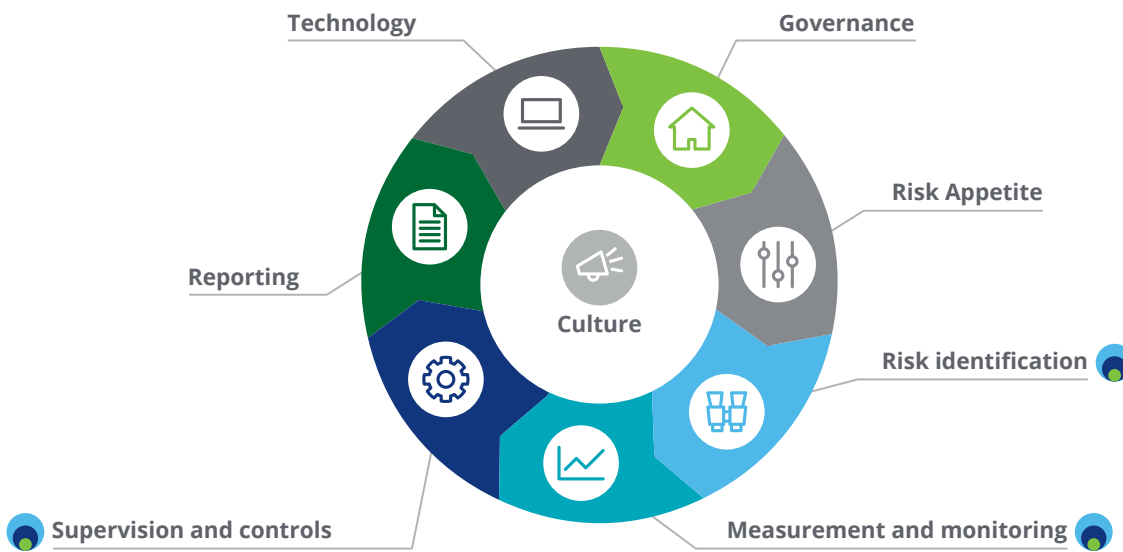 Technology
Governance
Risk Appetite
Reporting
Culture
Risk identification
Supervision and controls
Measurement and monitoring